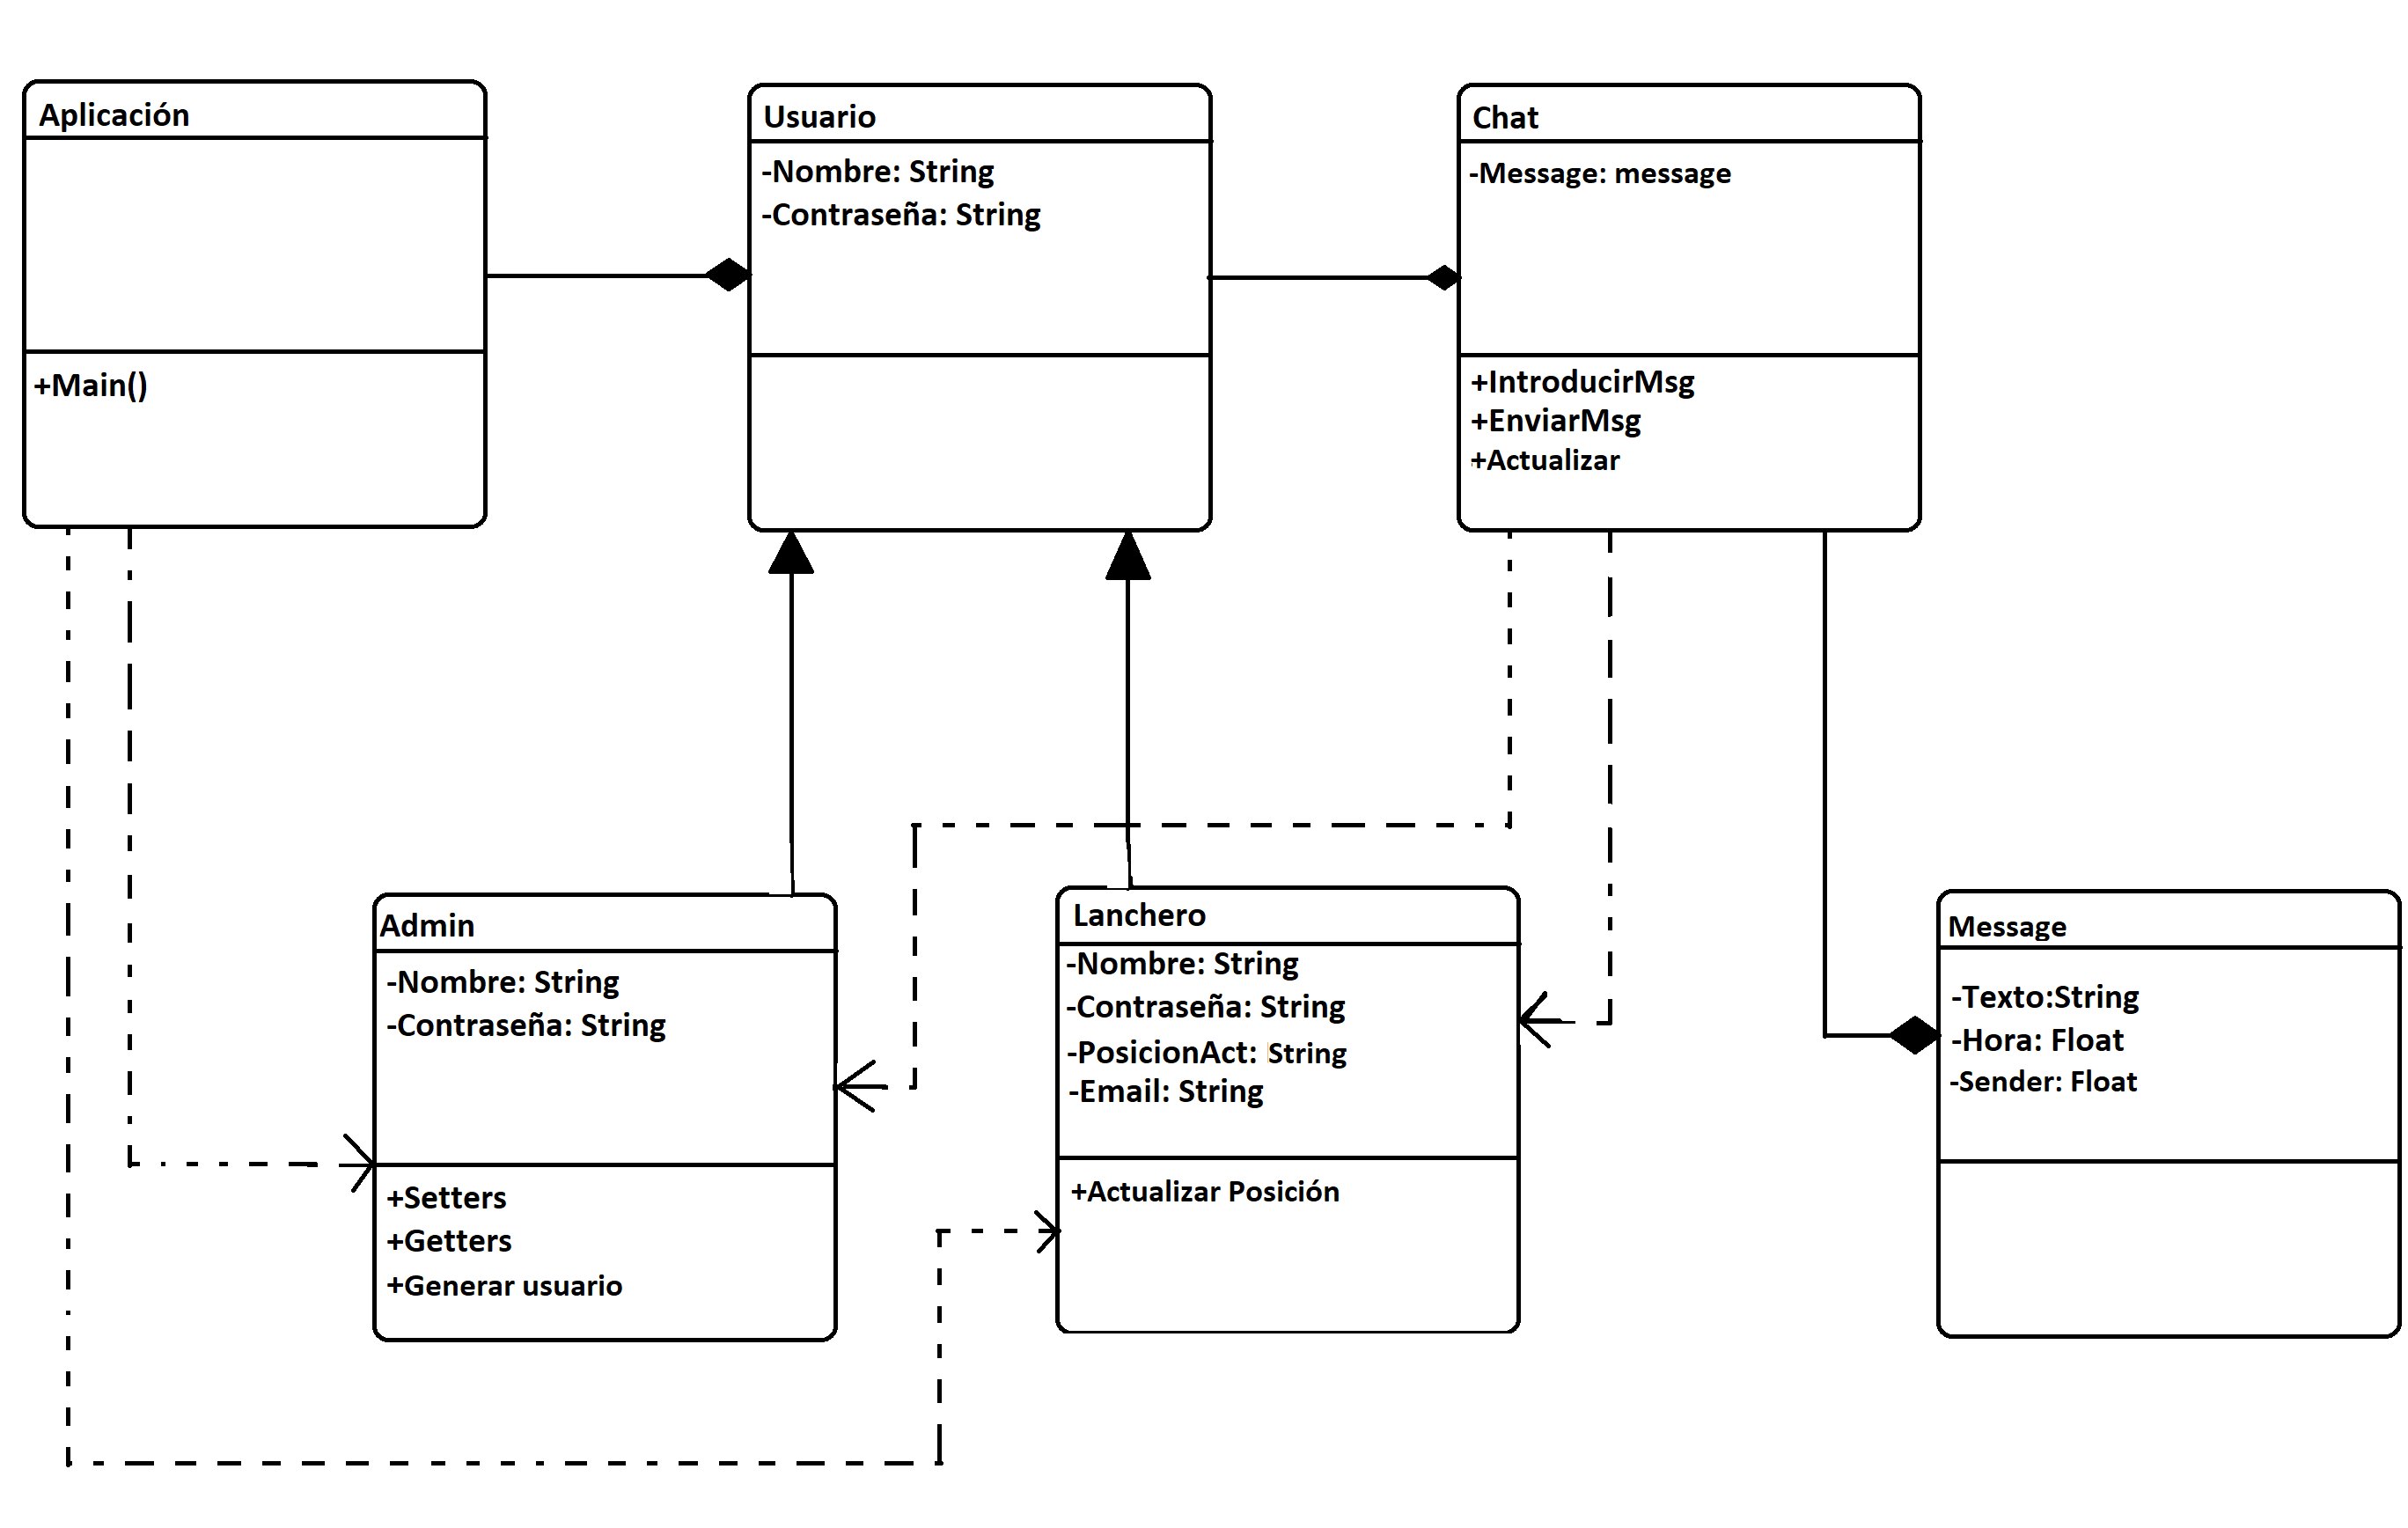 Aplicación
+Main()
Usuario
-Nombre: String
-Contraseña: String
Chat
-Message: message
+IntroducirMsg
+EnviarMsg
+Actualizar
Admin
-Nombre: String
-Contraseña: String
+Setters
+Getters
+Generar usuario
Lanchero
-Nombre: String
-Contraseña: String
-PosicionAct: String
-Email: String
+Actualizar Posición
Message
-Texto:String
-Hora: Float
-Sender: Float